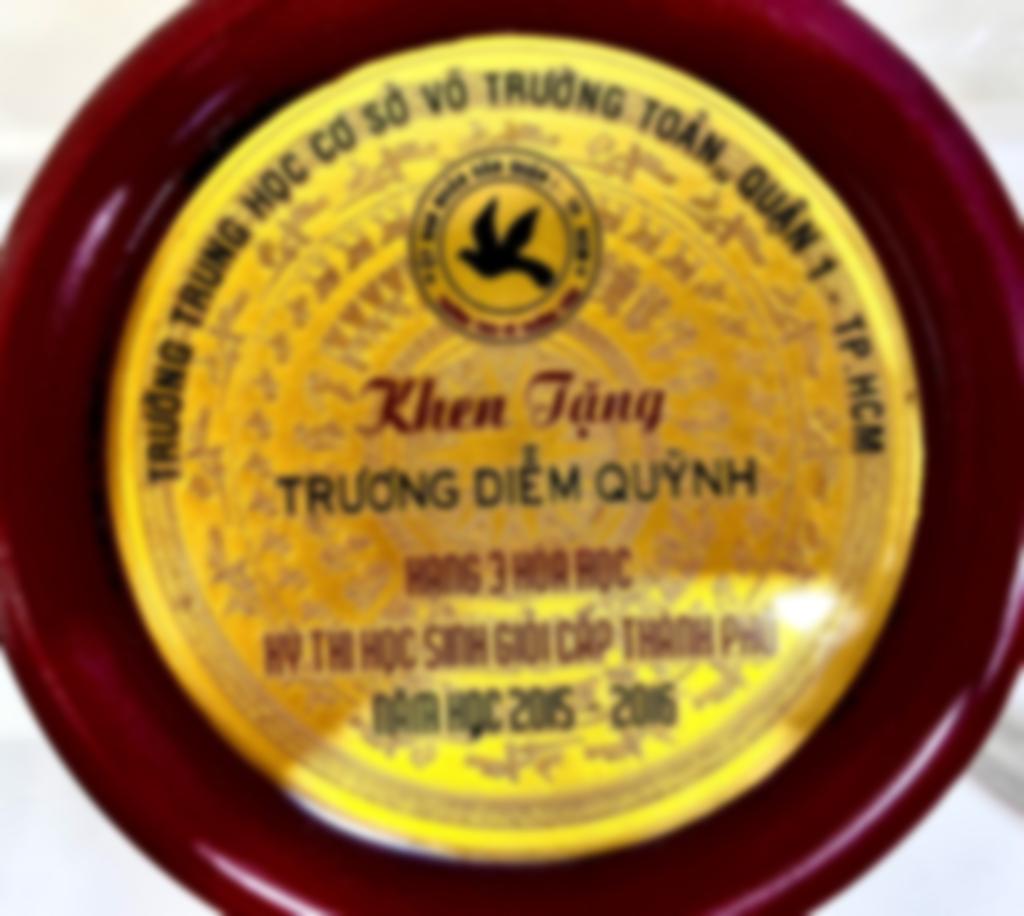 TRƯỜNG TRUNG HỌC CƠ SỞ VÕ TRƯỜNG TOẢN, QUẬN 1 - TP.HCM
Khen Tặng
TRƯƠNG DIỄM QUỲNH
HẠNG 3 HÓA HỌC
KỲ THI HỌC SINH GIỎI CẤP THÀNH PHỐ
NĂM HỌC 2015 - 2016